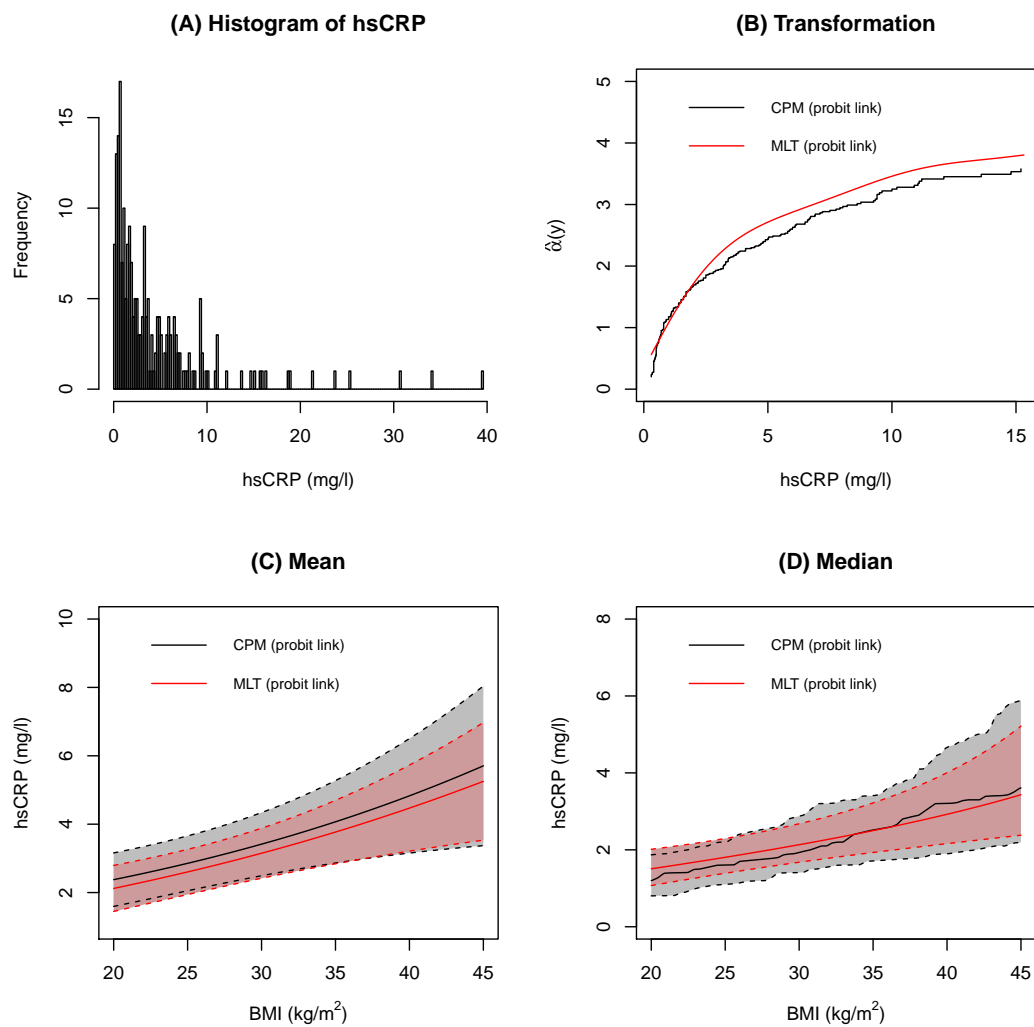 (A) Histogram of hsCRP
Frequency
15
10
5
0
0 10 20 30 40
hsCRP (mg/l)
(B) Transformation
α̂(y)
5
4
3
2
1
0
CPM (probit link)
MLT (probit link)
0 5 10 15
hsCRP (mg/l)
(C) Mean
hsCRP (mg/l)
10
8
6
4
2
CPM (probit link)
MLT (probit link)
20 25 30 35 40 45
BMI (kg/m²)
(D) Median
hsCRP (mg/l)
8
6
4
2
0
CPM (probit link)
MLT (probit link)
20 25 30 35 40 45
BMI (kg/m²)